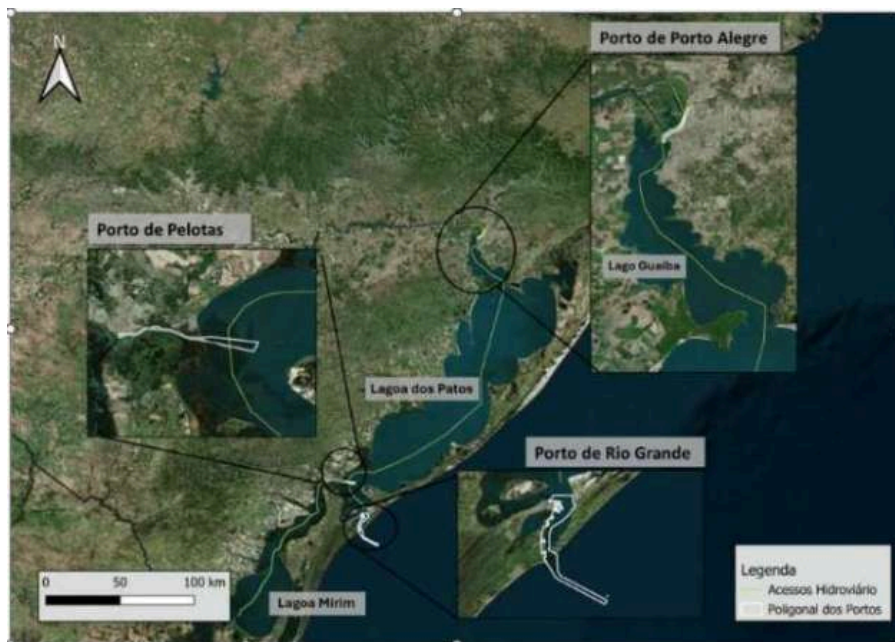 N
Porto de Porto Alegre
Lago Guaíba
Porto de Pelotas
Lagoa dos Patos
Porto de Rio Grande
Lagoa Mirim
0 50 100 km
Legenda
Acessos Hidroviário
Poligonal dos Portos